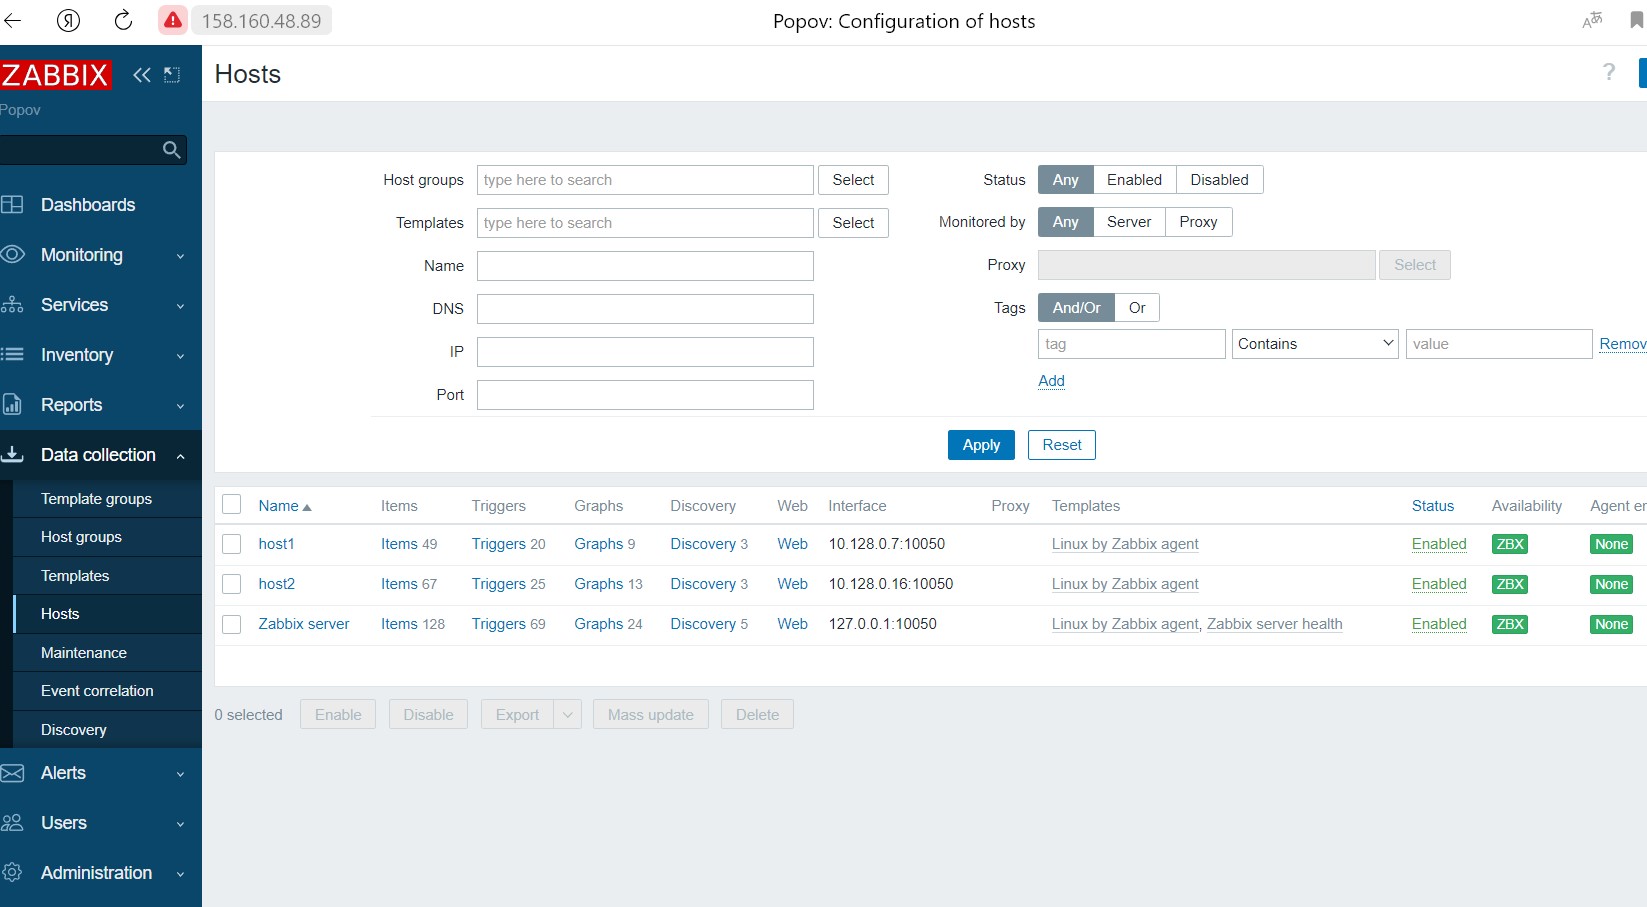 Я 158.160.48.89 Popov: Configuration of hosts
ZABBIX
Popov
Hosts ?
Dashboards
Monitoring
Services
Inventory
Reports
Data collection
Template groups
Host groups
Templates
Hosts
Maintenance
Event correlation
Discovery
Alerts
Users
Administration
Host groups type here to search Select Status Any Enabled Disabled
Templates type here to search Select Monitored by Any Server Proxy
Name Proxy Select
DNS Tags And/Or Or
IP tag Contains value Remov
Port Add
Apply Reset
Name Items Triggers Graphs Discovery Web Interface Proxy Templates Status Availability Agent er
host1 Items 49 Triggers 20 Graphs 9 Discovery 3 Web 10.128.0.7:10050 Linux by Zabbix agent Enabled ZBX None
host2 Items 67 Triggers 25 Graphs 13 Discovery 3 Web 10.128.0.16:10050 Linux by Zabbix agent Enabled ZBX None
Zabbix server Items 128 Triggers 69 Graphs 24 Discovery 5 Web 127.0.0.1:10050 Linux by Zabbix agent, Zabbix server health Enabled ZBX None
0 selected Enable Disable Export Mass update Delete